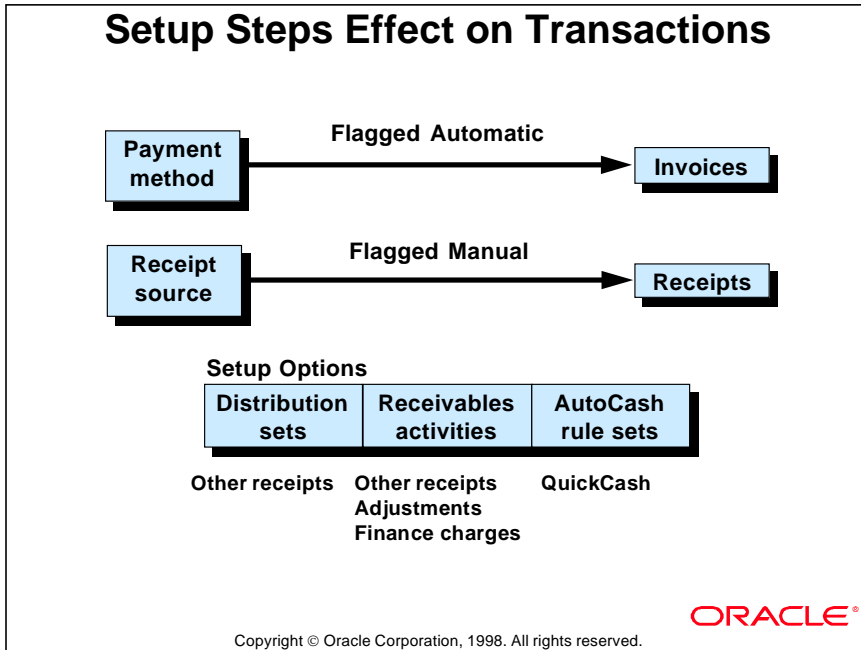 Setup Steps Effect on Transactions
Payment
method
Flagged Automatic
Invoices
Receipt
source
Flagged Manual
Receipts
Setup Options
Distribution
sets
Receivables
activities
AutoCash
rule sets
Other receipts
Other receipts
Adjustments
Finance charges
QuickCash
ORACLE®
Copyright © Oracle Corporation, 1998. All rights reserved.